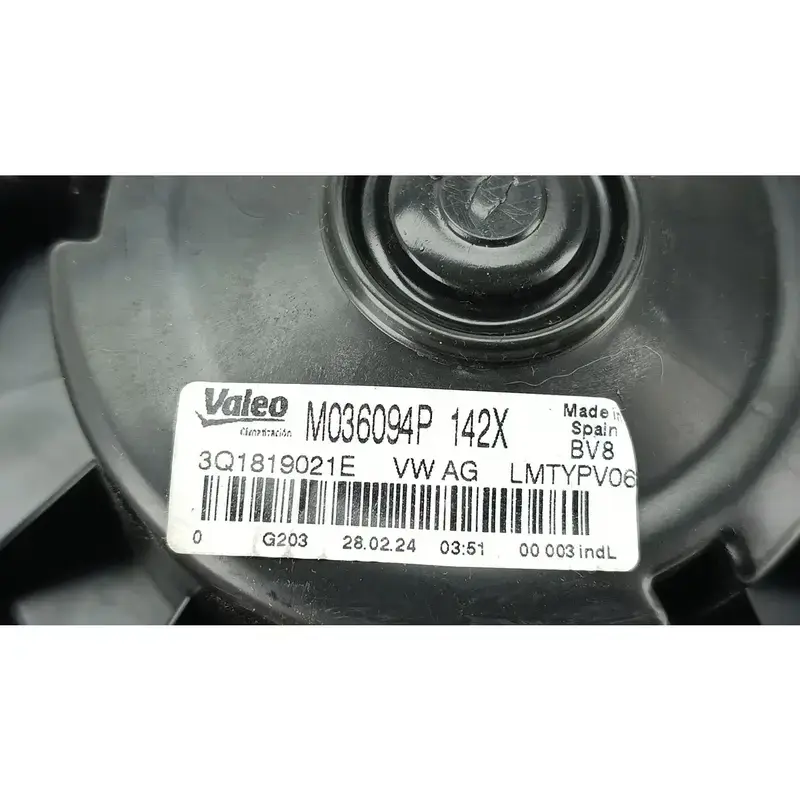 Valeo M036094P 142X Made in
Climatización Spain
BV8
3Q1819021E VW AG LMTYPV06
0 G203 28.02.24 03:51 00 003 indL